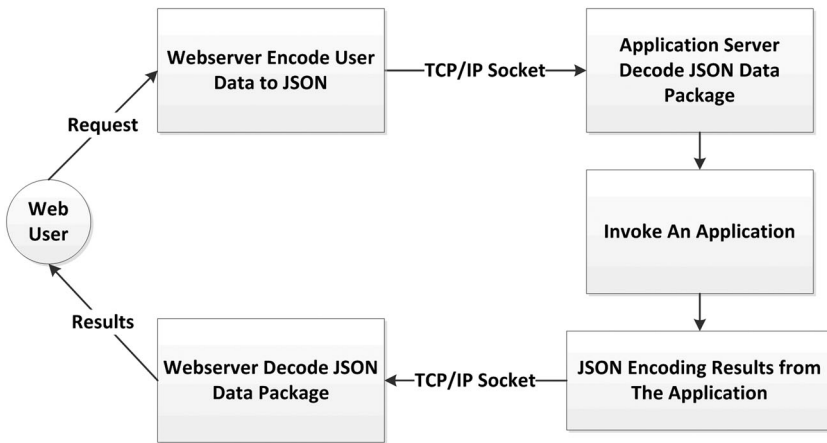 Webserver Encode User
Data to JSON
TCP/IP Socket
Application Server
Decode JSON Data
Package
Request
Web
User
Invoke An Application
Results
Webserver Decode JSON
Data Package
TCP/IP Socket
JSON Encoding Results from
The Application